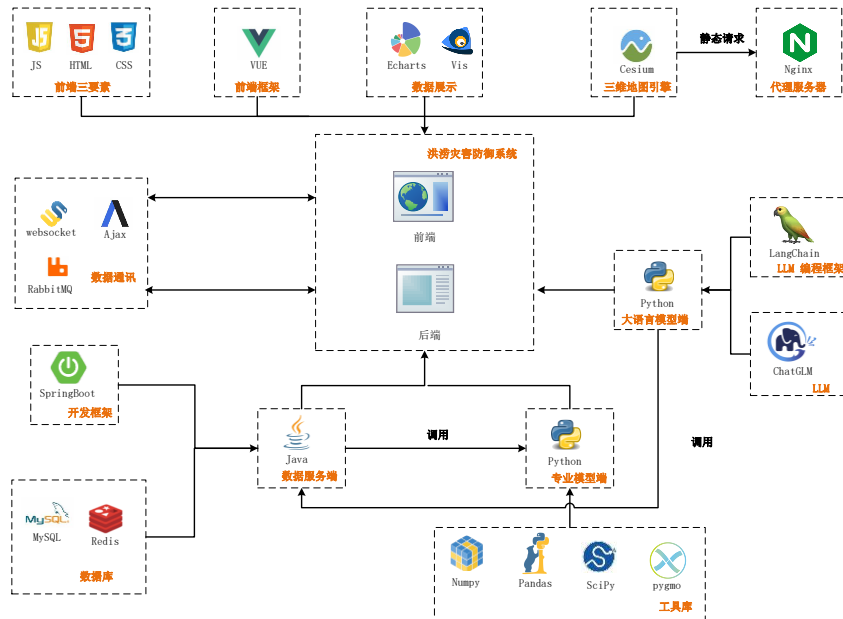 JS HTML CSS
前端三要素
VUE
前端框架
Echarts Vis
数据展示
Cesium
三维地图引擎
静态请求
Nginx
代理服务器
洪涝灾害防御系统
前端
后端
websocket Ajax
RabbitMQ
数据通讯
LangChain
LLM 编程框架
Python
大语言模型端
ChatGLM
LLM
SpringBoot
开发框架
Java
数据服务端
调用
Python
专业模型端
调用
MySQL
MySQL Redis
数据库
Numpy Pandas SciPy pygmo
工具库